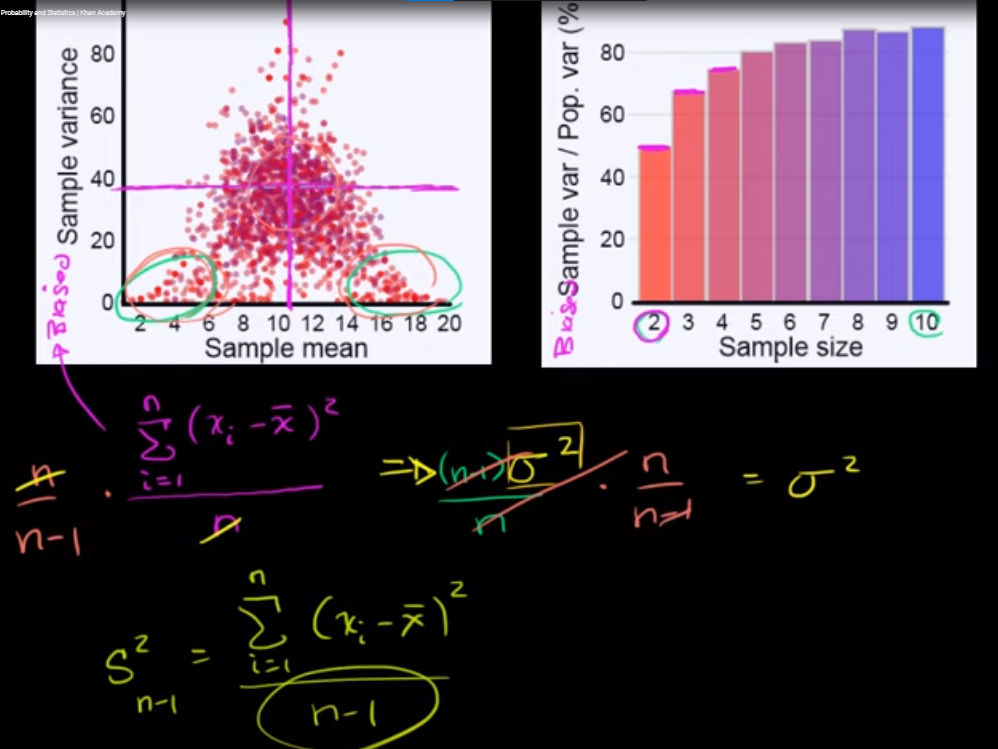 Probability and Statistics | Khan Academy
Sample variance
80
60
40
20
0
2 4 6 8 10 12 14 16 18 20
Sample mean
Biased
Sample var / Pop. var (%
80
60
40
20
0
2 3 4 5 6 7 8 9 10
Sample size
Biased
n/(n-1) · ∑_{i=1}^{n} (x_i - x̄)² / n => (n-1)σ²/n · n/(n-1) = σ²
S²_{n-1} = ∑_{i=1}^{n} (x_i - x̄)² / (n-1)